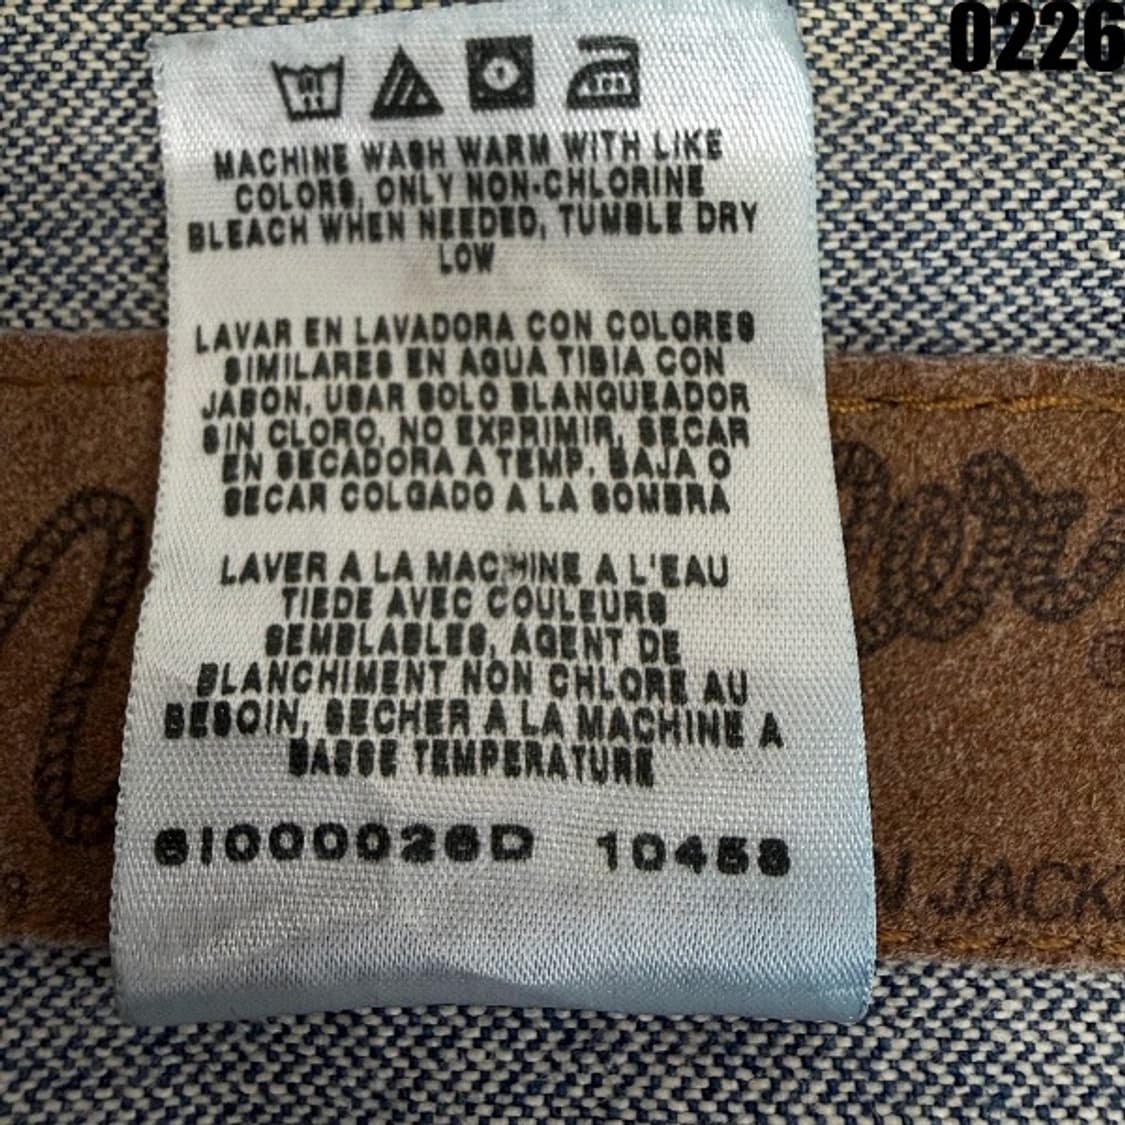 0226
MACHINE WASH WARM WITH LIKE
COLORS, ONLY NON-CHLORINE
BLEACH WHEN NEEDED, TUMBLE DRY
LOW
LAVAR EN LAVADORA CON COLORES
SIMILARES EN AGUA TIBIA CON
JABON, USAR SOLO BLANQUEADOR
SIN CLORO, NO EXPRIMIR, SECAR
EN SECADORA A TEMP. BAJA O
SECAR COLGADO A LA SOMBRA
LAVER A LA MACHINE A L'EAU
TIEDE AVEC COULEURS
SEMBLABLES, AGENT DE
BLANCHIMENT NON CHLORE AU
BESOIN, SECHER A LA MACHINE A
BASSE TEMPERATURE
JACK